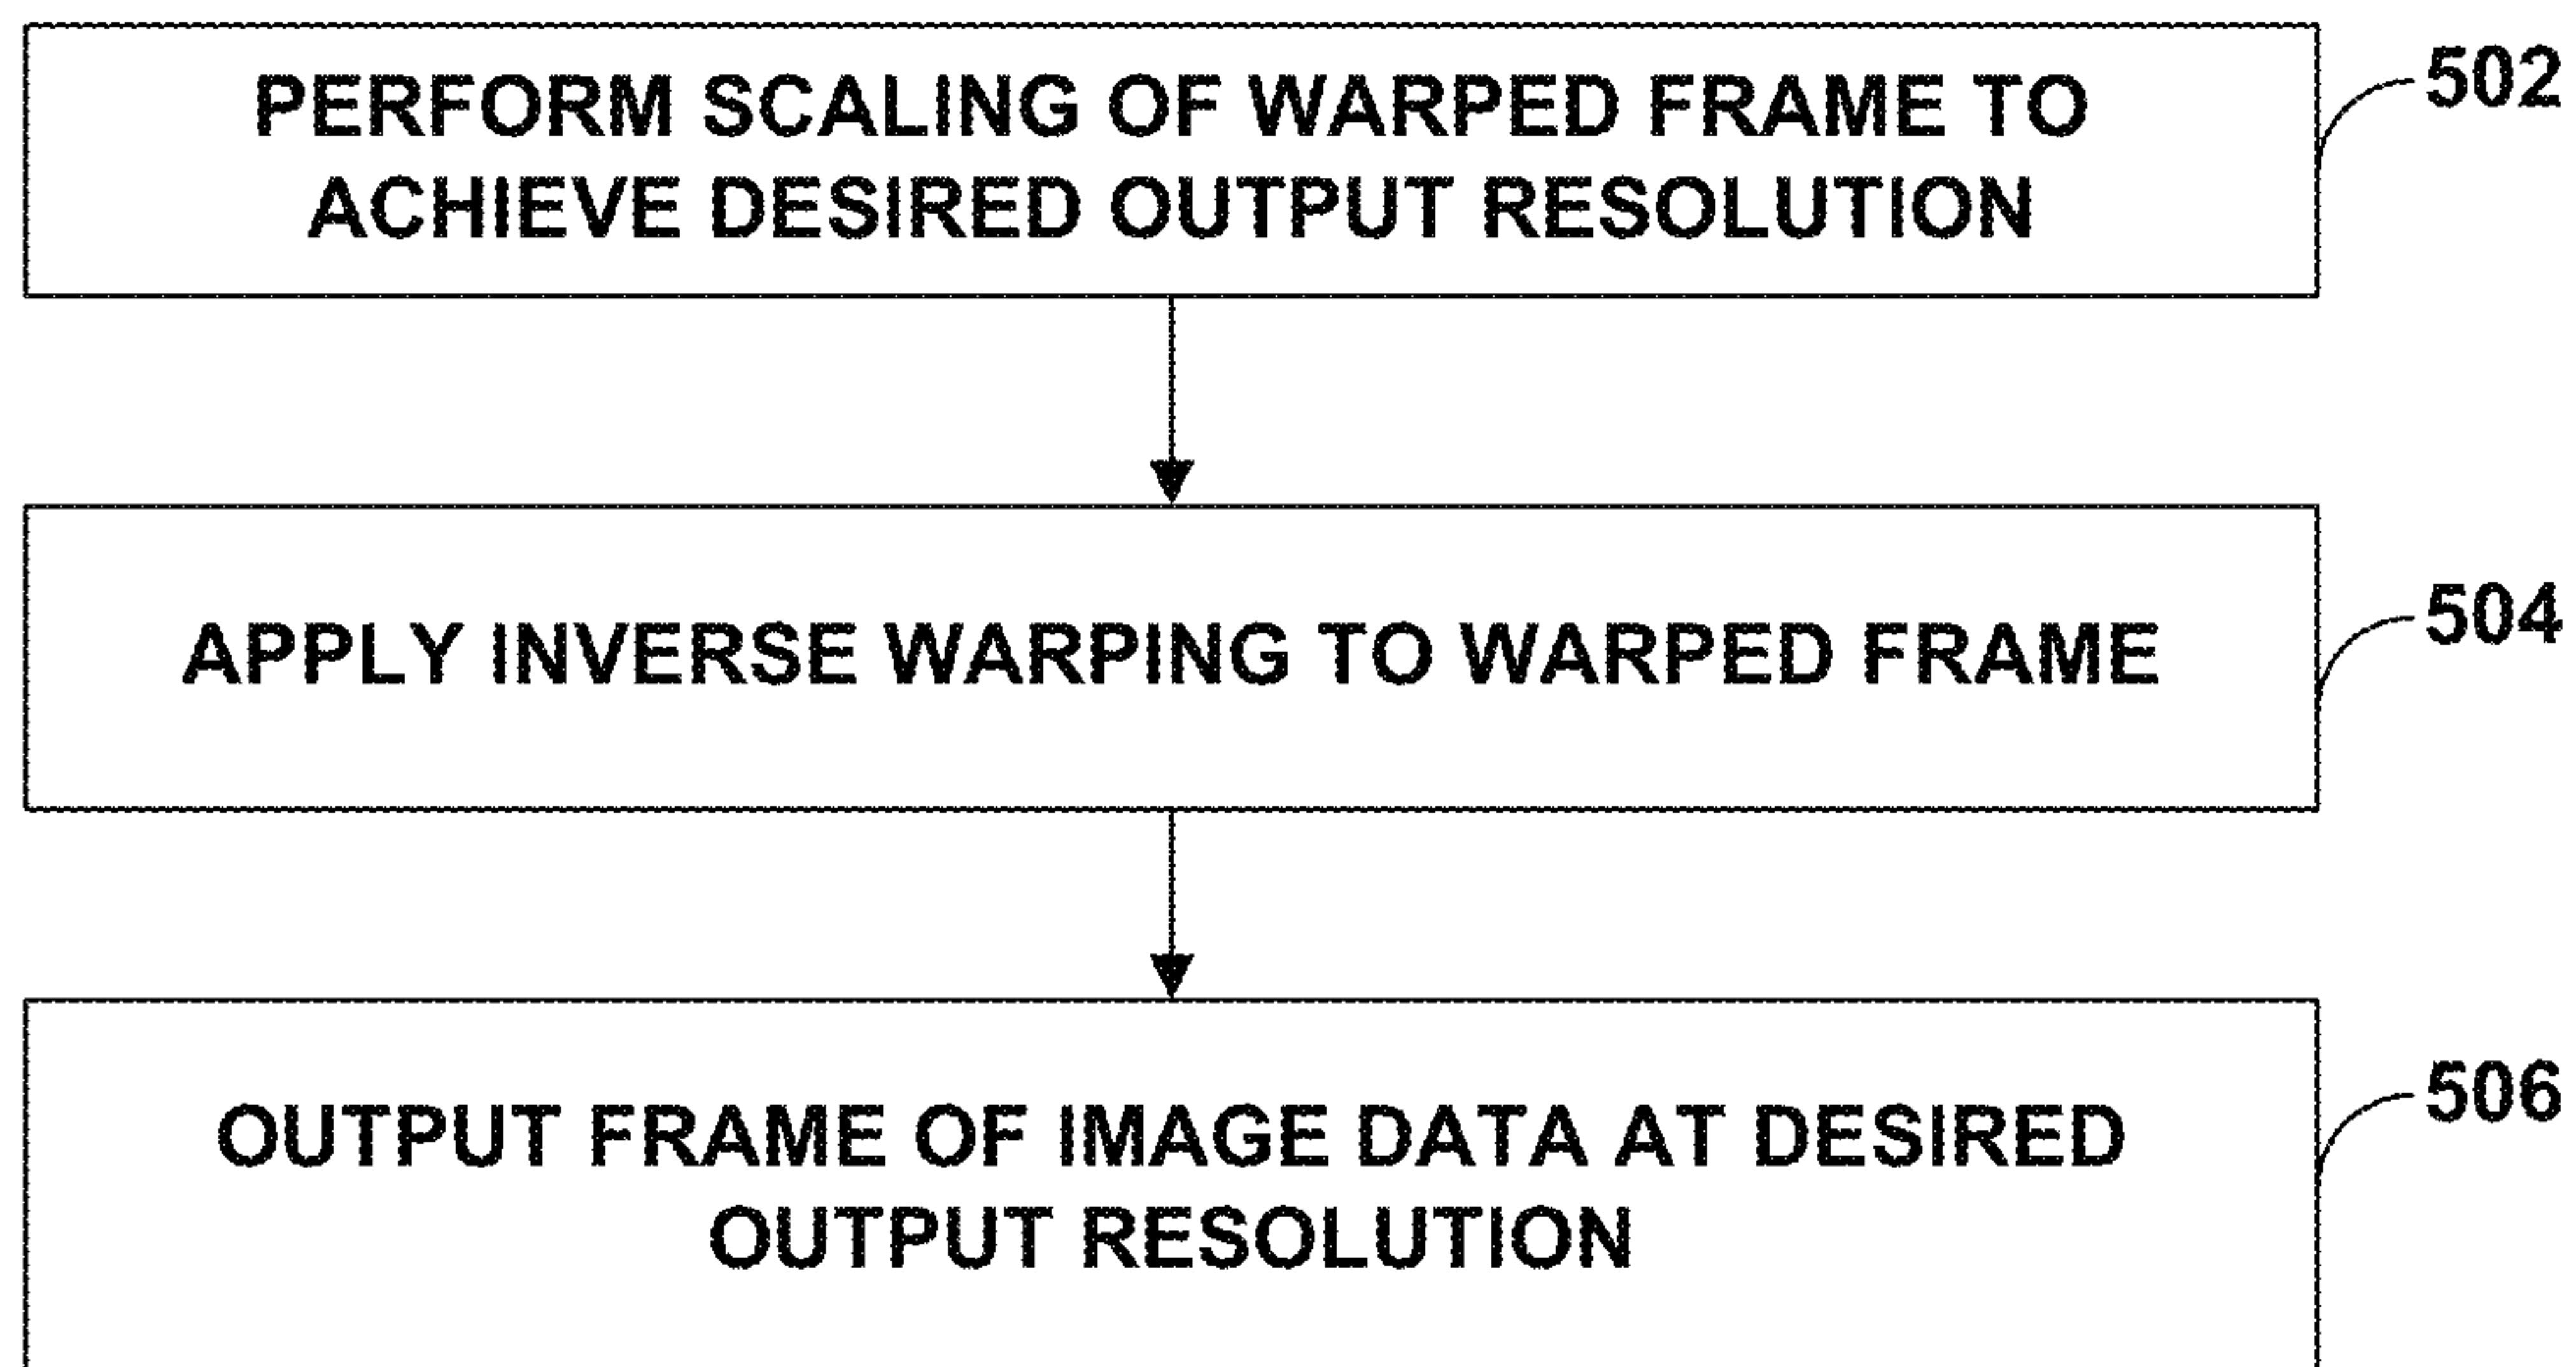 PERFORM SCALING OF WARPED FRAME TO
ACHIEVE DESIRED OUTPUT RESOLUTION
502
APPLY INVERSE WARPING TO WARPED FRAME
504
OUTPUT FRAME OF IMAGE DATA AT DESIRED
OUTPUT RESOLUTION
506